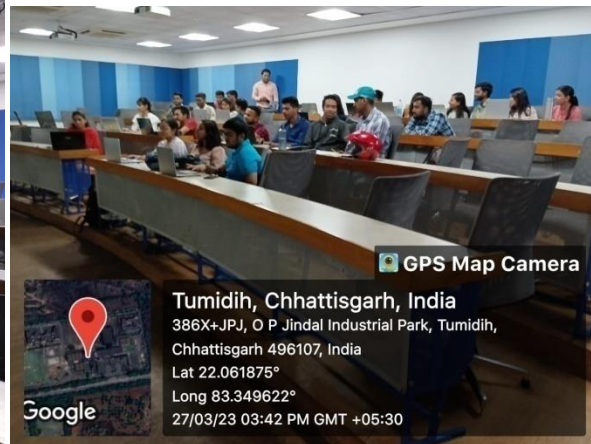 GPS Map Camera
Tumidih, Chhattisgarh, India
386X+JPJ, O P Jindal Industrial Park, Tumidih,
Chhattisgarh 496107, India
Lat 22.061875°
Long 83.349622°
27/03/23 03:42 PM GMT +05:30
Google